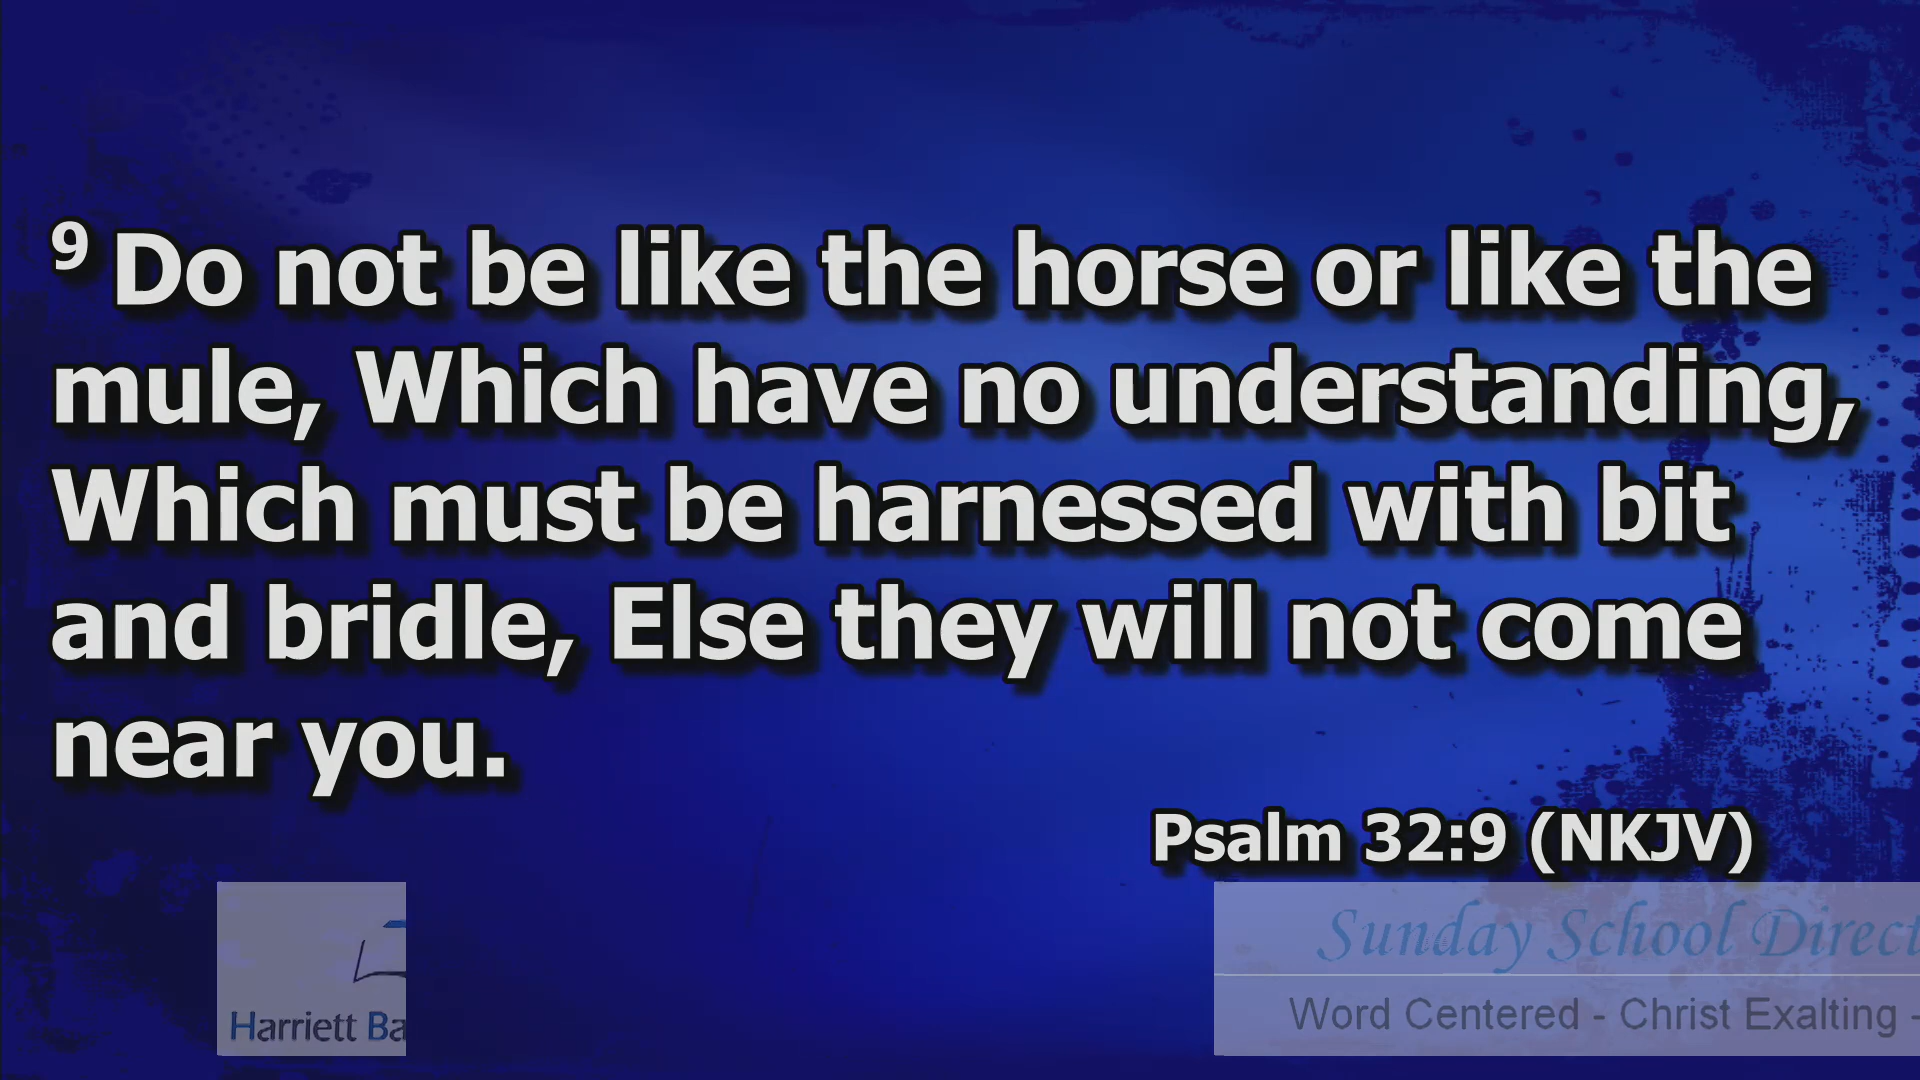 9 Do not be like the horse or like the
mule, Which have no understanding,
Which must be harnessed with bit
and bridle, Else they will not come
near you.
Psalm 32:9 (NKJV)
Harriett Ba
Sunday School Direct
Word Centered - Christ Exalting -